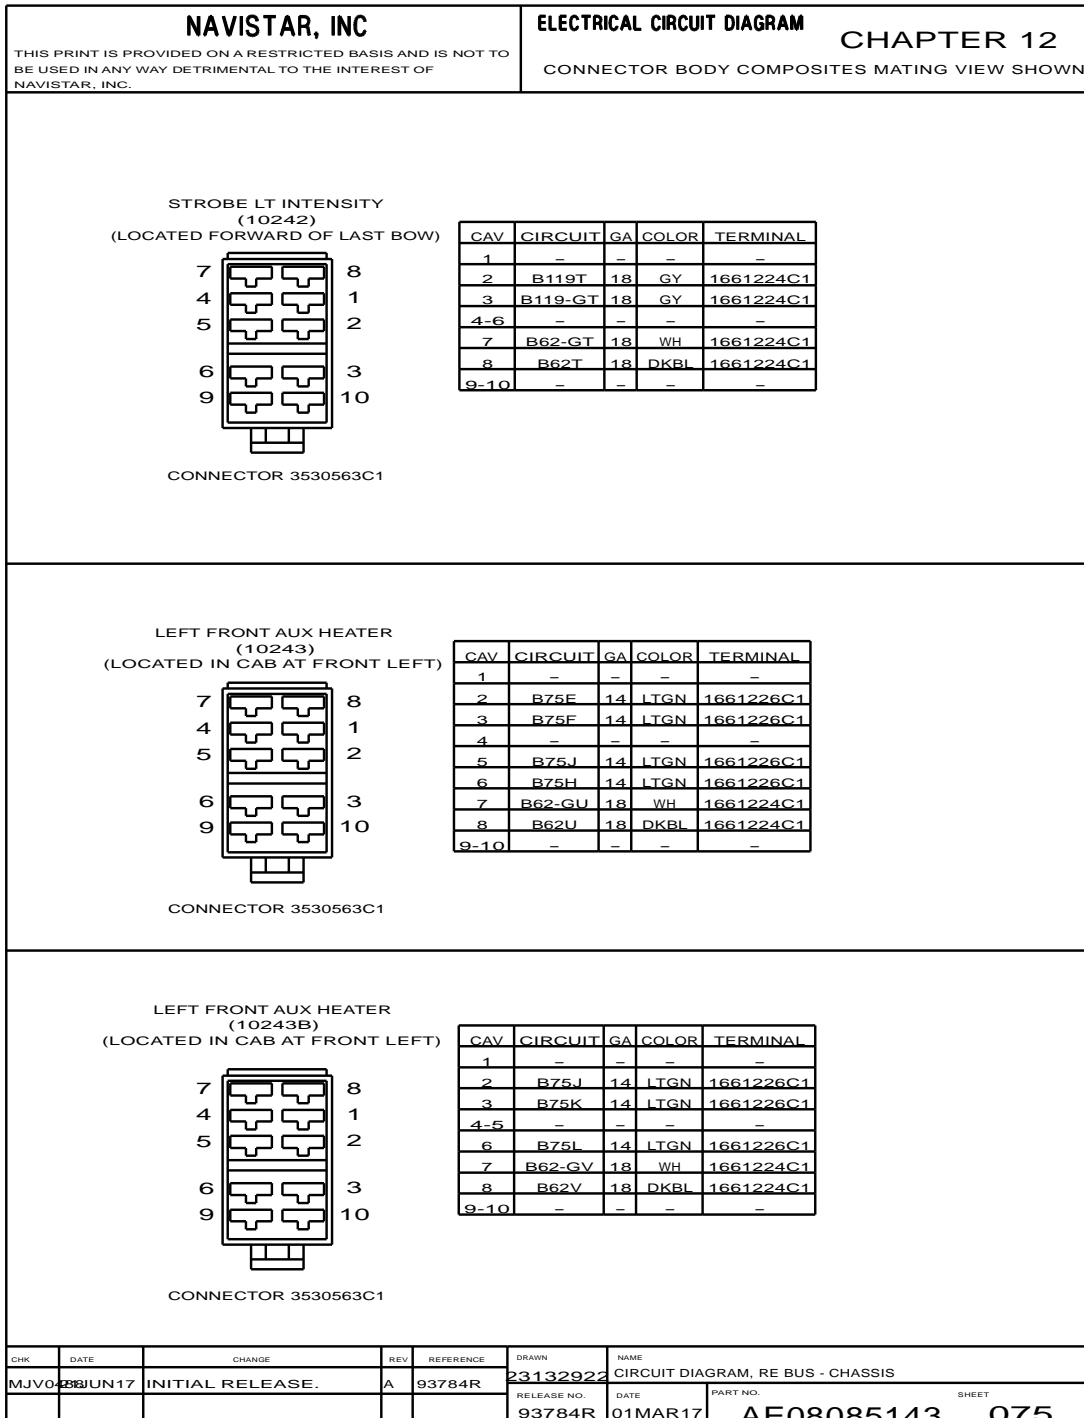 NAVISTAR, INC
THIS PRINT IS PROVIDED ON A RESTRICTED BASIS AND IS NOT TO
BE USED IN ANY WAY DETRIMENTAL TO THE INTEREST OF
NAVISTAR, INC.
ELECTRICAL CIRCUIT DIAGRAM
CHAPTER 12
CONNECTOR BODY COMPOSITES MATING VIEW SHOWN
STROBE LT INTENSITY
(10242)
(LOCATED FORWARD OF LAST BOW)
7 8
4 1
5 2
6 3
9 10
CONNECTOR 3530563C1
CAV CIRCUIT GA COLOR TERMINAL
1 – – – –
2 B119T 18 GY 1661224C1
3 B119-GT 18 GY 1661224C1
4-6 – – – –
7 B62-GT 18 WH 1661224C1
8 B62T 18 DKBL 1661224C1
9-10 – – – –
LEFT FRONT AUX HEATER
(10243)
(LOCATED IN CAB AT FRONT LEFT)
7 8
4 1
5 2
6 3
9 10
CONNECTOR 3530563C1
CAV CIRCUIT GA COLOR TERMINAL
1 – – – –
2 B75E 14 LTGN 1661226C1
3 B75F 14 LTGN 1661226C1
4 – – – –
5 B75J 14 LTGN 1661226C1
6 B75H 14 LTGN 1661226C1
7 B62-GU 18 WH 1661224C1
8 B62U 18 DKBL 1661224C1
9-10 – – – –
LEFT FRONT AUX HEATER
(10243B)
(LOCATED IN CAB AT FRONT LEFT)
7 8
4 1
5 2
6 3
9 10
CONNECTOR 3530563C1
CAV CIRCUIT GA COLOR TERMINAL
1 – – – –
2 B75J 14 LTGN 1661226C1
3 B75K 14 LTGN 1661226C1
4-5 – – – –
6 B75L 14 LTGN 1661226C1
7 B62-GV 18 WH 1661224C1
8 B62V 18 DKBL 1661224C1
9-10 – – – –
CHK DATE CHANGE REV REFERENCE
INITIAL RELEASE. A 93784R
DRAWN
23132922
NAME
CIRCUIT DIAGRAM, RE BUS - CHASSIS
RELEASE NO.
93784R
DATE
01MAR17
PART NO.
AE08085143
SHEET
075